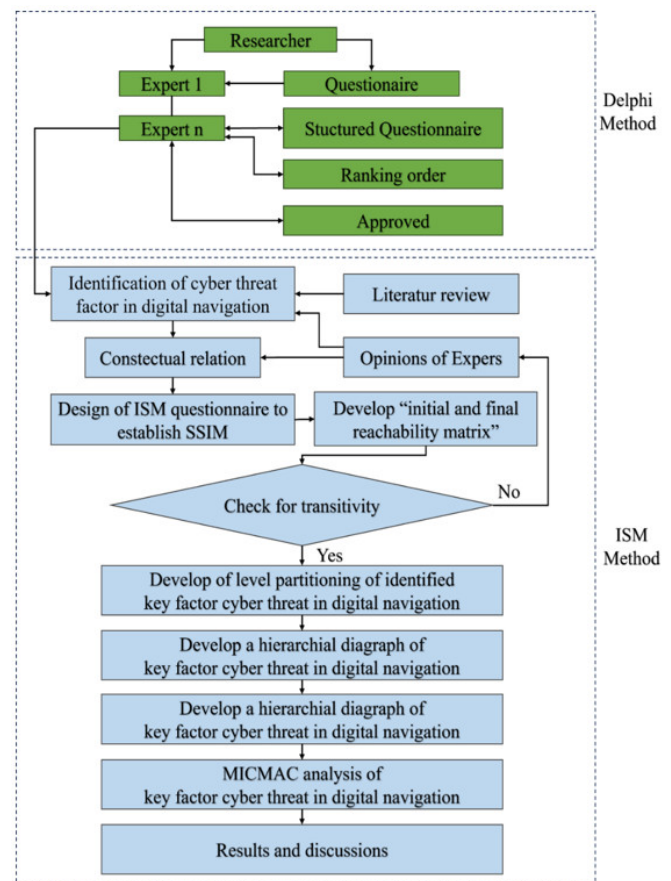 Researcher
Expert 1
Questionaire
Expert n
Stuctured Questionnaire
Ranking order
Approved
Delphi
Method
Identification of cyber threat
factor in digital navigation
Literatur review
Constectual relation
Opinions of Expers
Design of ISM questionnaire to
establish SSIM
Develop “initial and final
reachability matrix”
Check for transitivity
No
Yes
ISM
Method
Develop of level partitioning of identified
key factor cyber threat in digital navigation
Develop a hierarchial diagraph of
key factor cyber threat in digital navigation
Develop a hierarchial diagraph of
key factor cyber threat in digital navigation
MICMAC analysis of
key factor cyber threat in digital navigation
Results and discussions